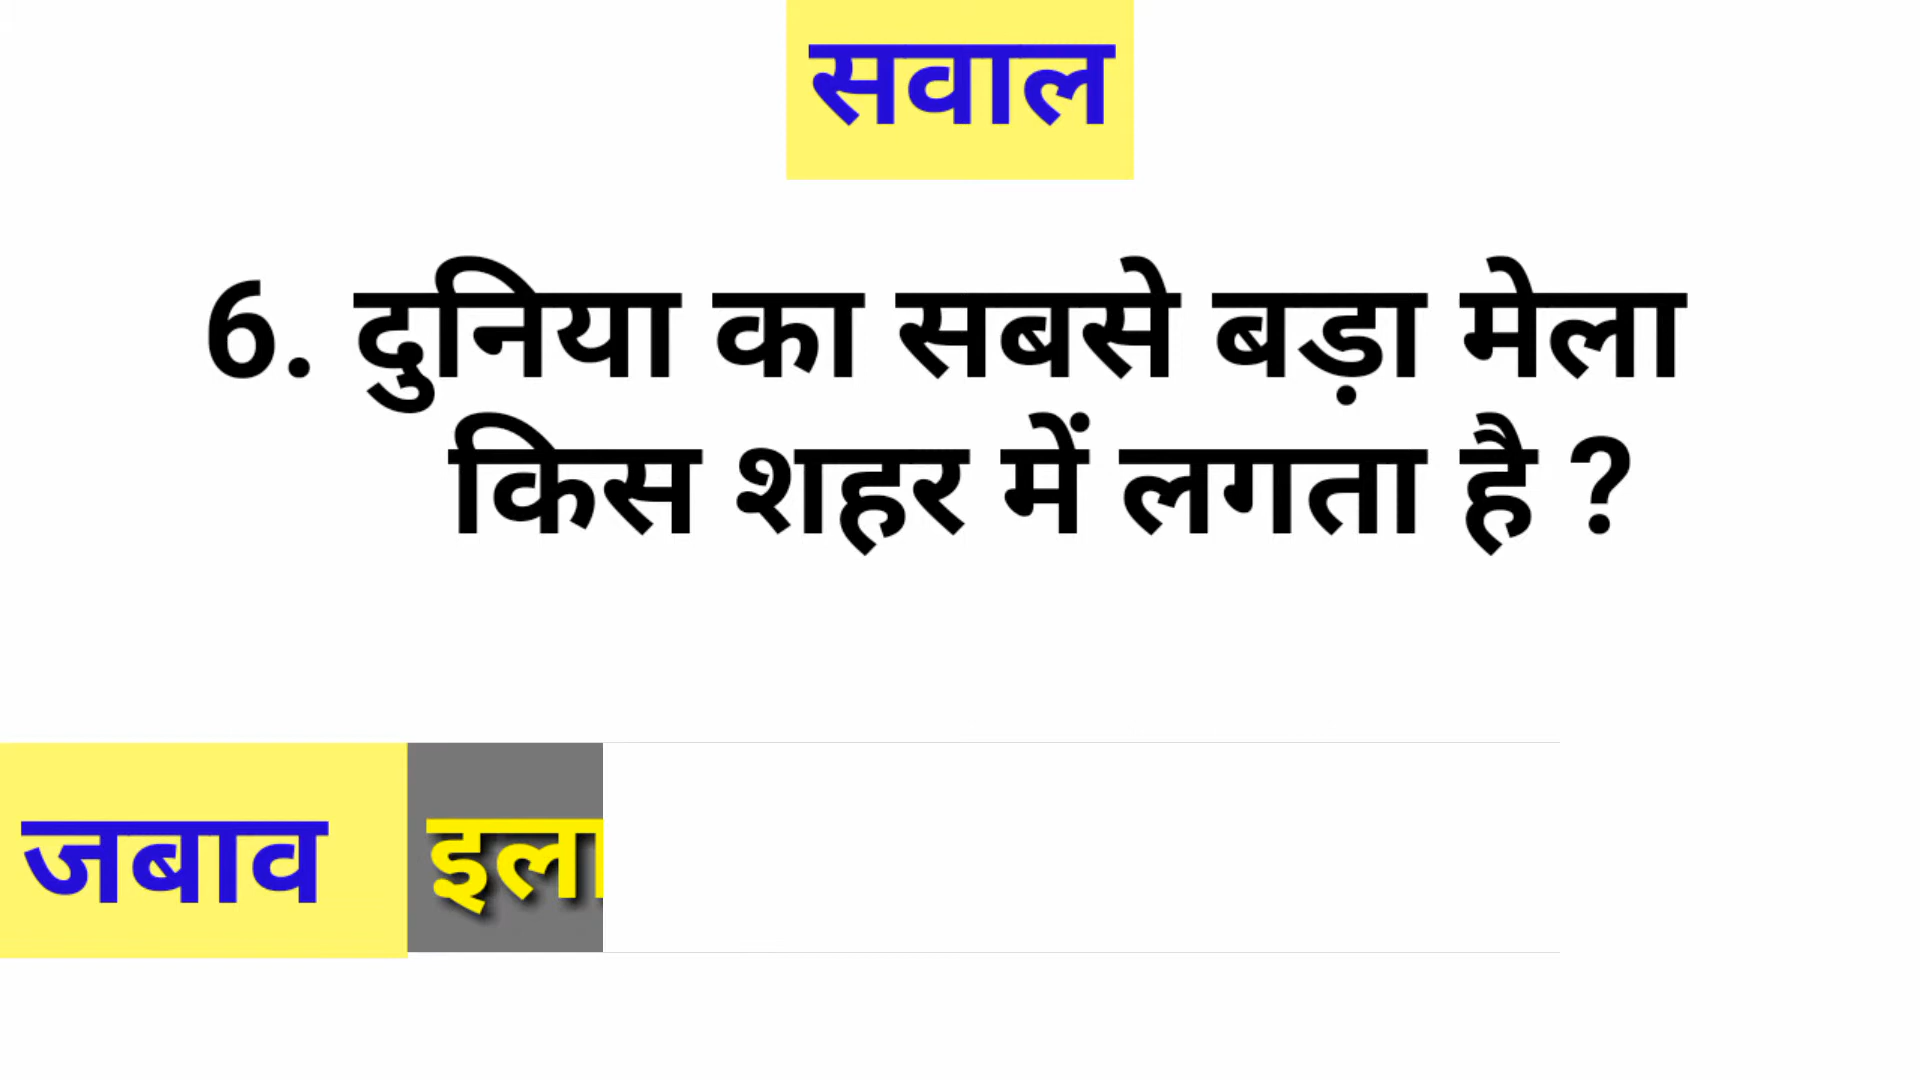 सवाल
6. दुनिया का सबसे बड़ा मेला
किस शहर में लगता है ?
जबाव इला